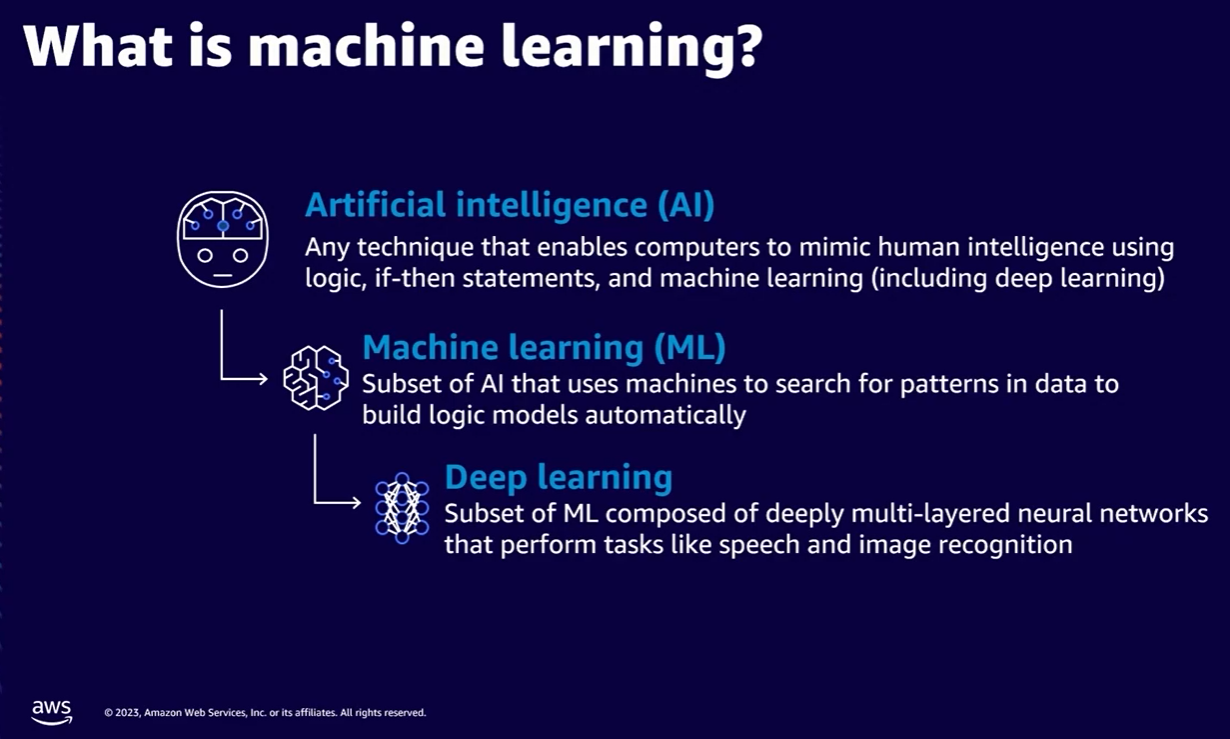 What is machine learning?
Artificial intelligence (AI)
Any technique that enables computers to mimic human intelligence using
logic, if-then statements, and machine learning (including deep learning)
Machine learning (ML)
Subset of AI that uses machines to search for patterns in data to
build logic models automatically
Deep learning
Subset of ML composed of deeply multi-layered neural networks
that perform tasks like speech and image recognition
aws
© 2023, Amazon Web Services, Inc. or its affiliates. All rights reserved.